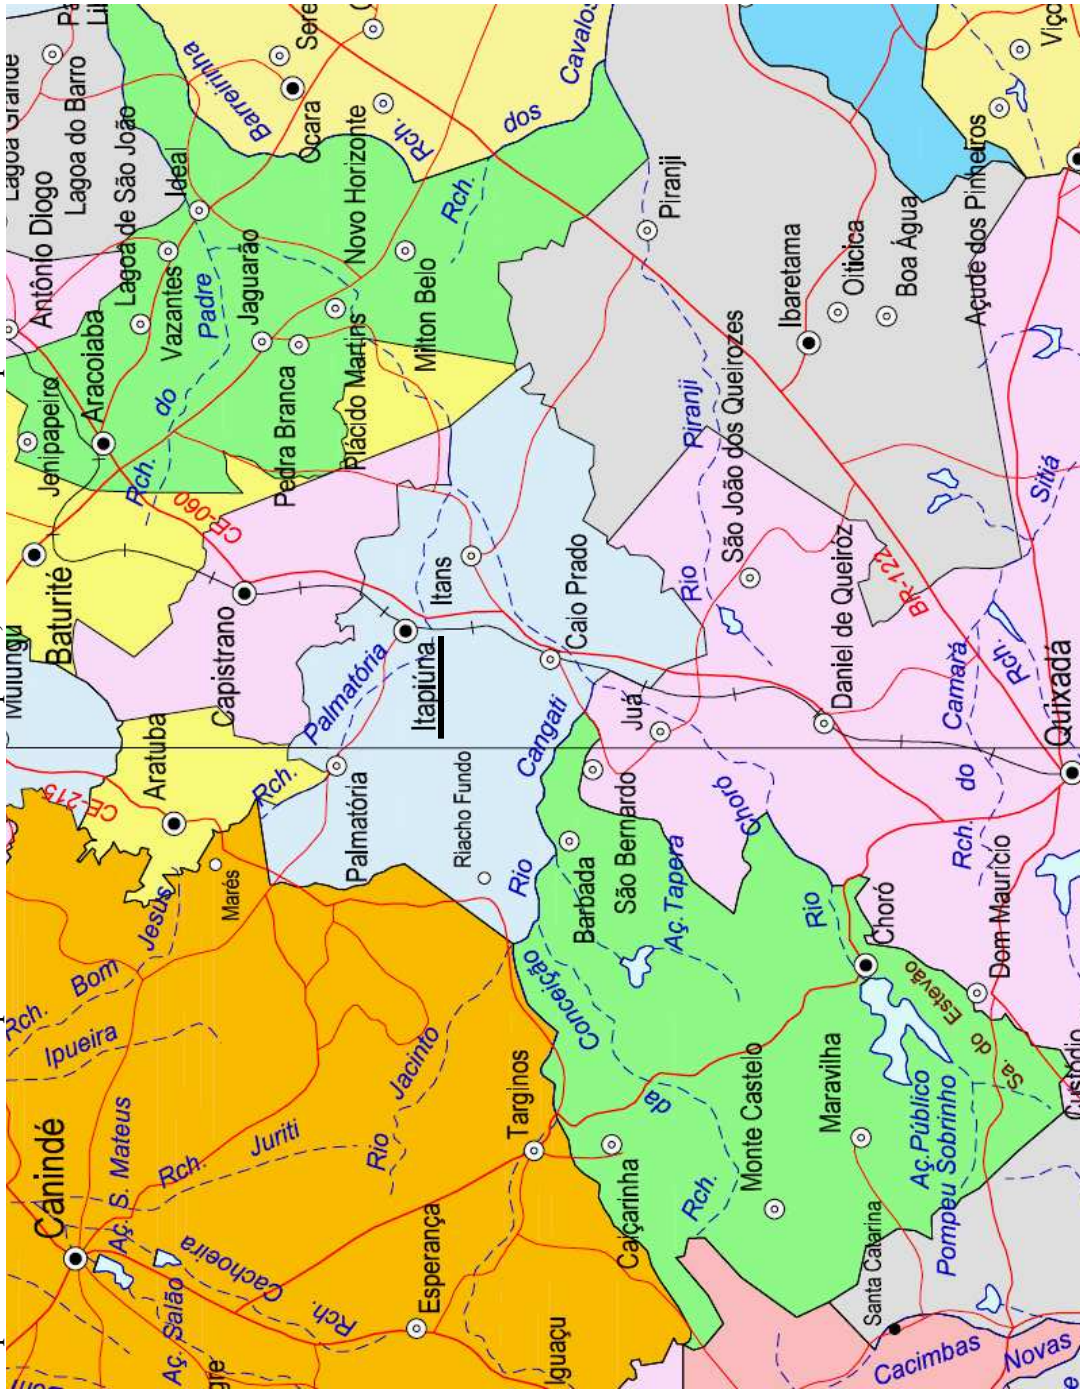 Canindé
Aç. S. Mateus
Aç. Salão
Cachoeira
Rch.
Esperança
Iguaçu
Rch.
Juriti
Rio
Jacinto
Targinos
Rch.
Bom
Jesus
Ipueira
Marés
CE-215
Aratuba
Rch.
Palmatória
Palmatória
Riacho Fundo
Itapiúna
Mulungu
Baturité
Capistrano
CE-060
Itans
Caio Prado
Rio
Cangati
Juá
São Bernardo
Barbada
Aç.Tapera
Choró
Rio
Conceição
da
Rch.
Caiçarinha
Monte Castelo
Maravilha
Santa Catarina
Aç.Público
Pompeu Sobrinho
Choró
Sa.
do
Estevão
Dom Maurício
Custódio
Cacimbas
Novas
Quixadá
Rch.
do
Camará
Rch.
Daniel de Queiroz
BR-122
São João dos Queirozes
Rio
Piranji
Sitiá
Jenipapeiro
Aracoiaba
Antônio Diogo
Lagoa Grande
Lagoa do Barro
Lagoa de São João
Vazantes
Ideal
Rch.
do
Padre
Jaguarão
Pedra Branca
Plácido Martins
Novo Horizonte
Milton Belo
Barreirinha
Ocara
Rch.
dos
Cavalos
Rch.
Piranji
Ibaretama
Oiticica
Boa Água
Açude dos Pinheiros